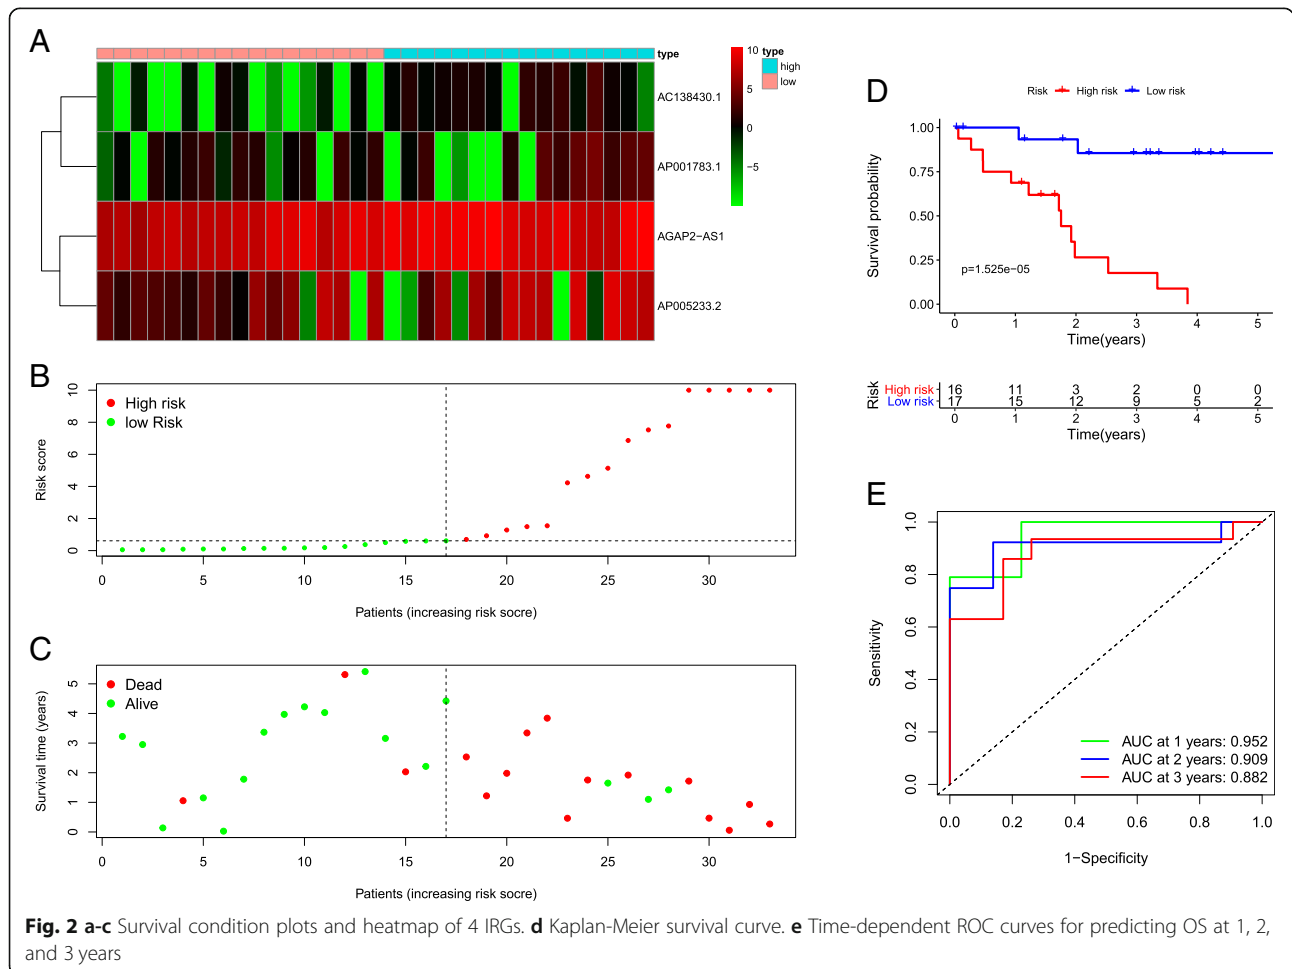 A
type
10
5
0
−5
type
high
low
AC138430.1
AP001783.1
AGAP2−AS1
AP005233.2
B
High risk
low Risk
Risk score
10
8
6
4
2
0
0 5 10 15 20 25 30
Patients (increasing risk socre)
C
Dead
Alive
Survival time (years)
5
4
3
2
1
0
0 5 10 15 20 25 30
Patients (increasing risk socre)
D
Risk High risk Low risk
Survival probability
1.00
0.75
0.50
0.25
0.00
p=1.525e−05
0 1 2 3 4 5
Time(years)
Risk
High risk 16 11 3 2 0 0
Low risk 17 15 12 9 5 2
0 1 2 3 4 5
Time(years)
E
Sensitivity
1.0
0.8
0.6
0.4
0.2
0.0
AUC at 1 years: 0.952
AUC at 2 years: 0.909
AUC at 3 years: 0.882
0.0 0.2 0.4 0.6 0.8 1.0
1−Specificity
Fig. 2 a-c Survival condition plots and heatmap of 4 IRGs. d Kaplan-Meier survival curve. e Time-dependent ROC curves for predicting OS at 1, 2,
and 3 years